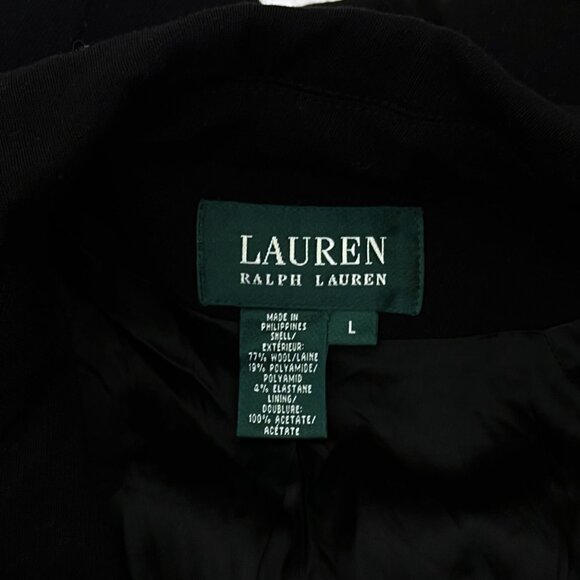 LAUREN
RALPH LAUREN
L
MADE IN
PHILIPPINES
SHELL/
EXTÉRIEUR:
77% WOOL/LAINE
19% POLYAMIDE/
POLYAMID
4% ELASTANE
LINING/
DOUBLURE:
100% ACETATE/
ACÉTATE